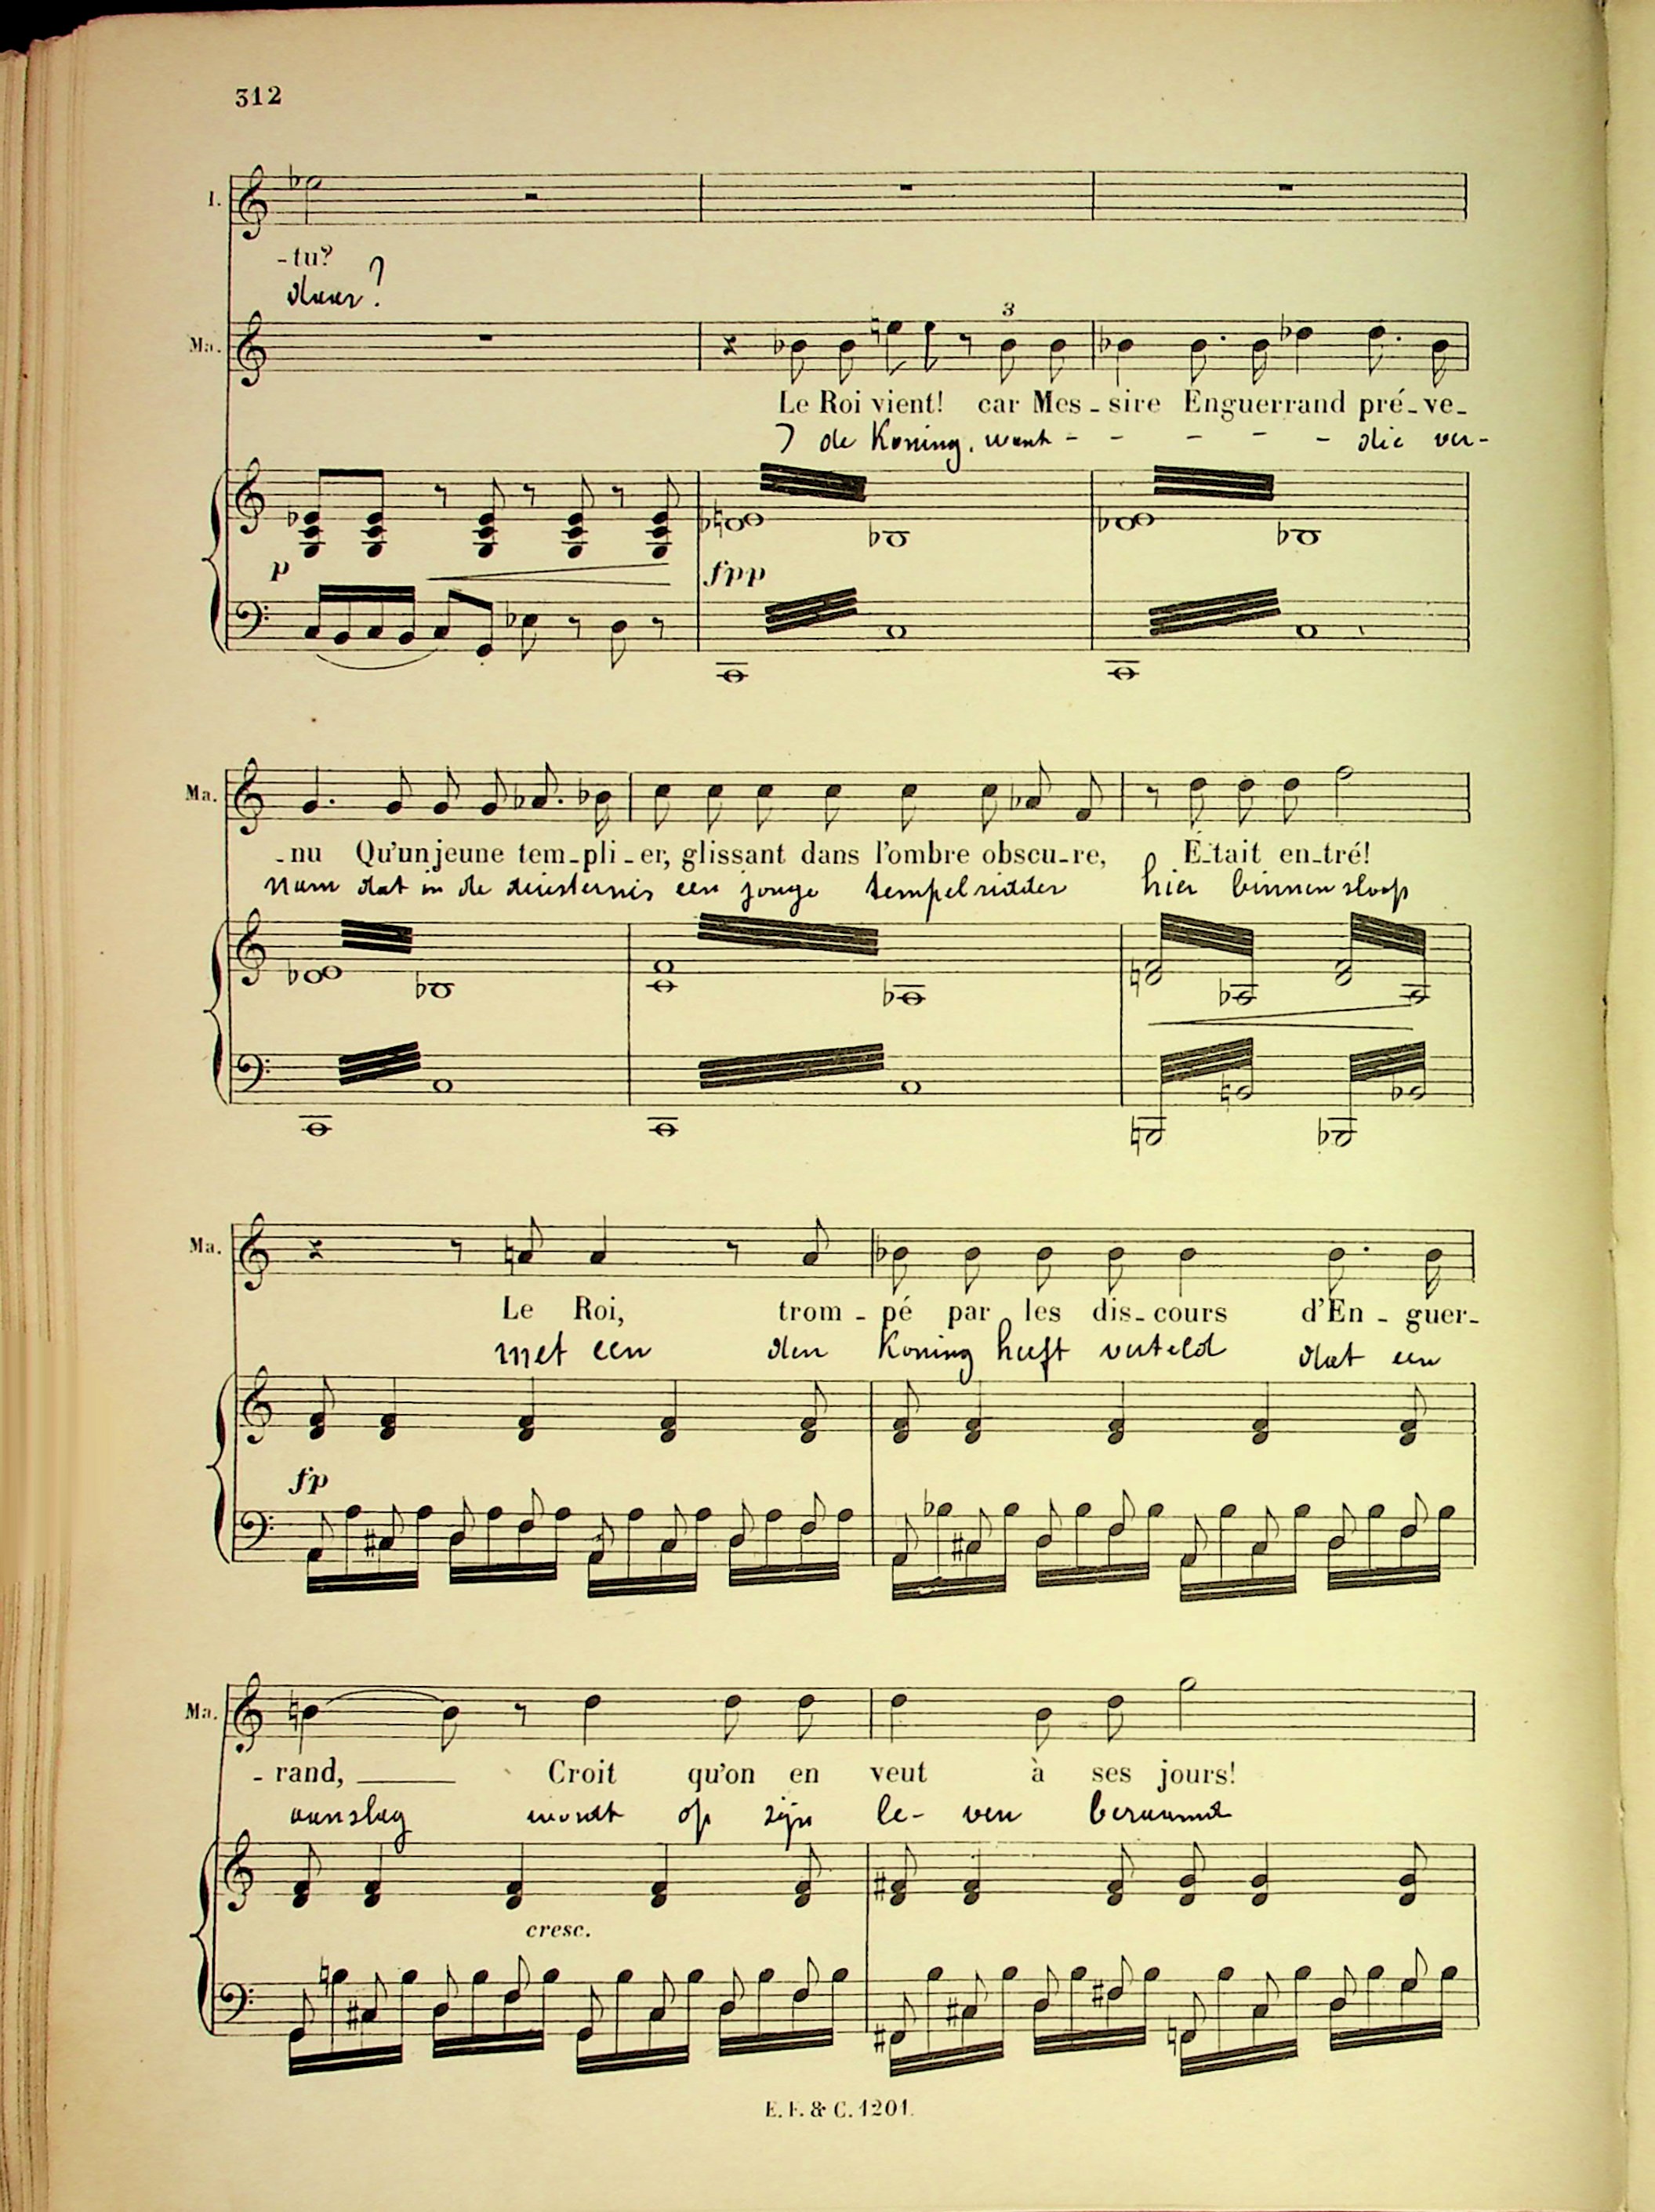 312
I.
-tu?
daar?
Ma.
3
Le Roi vient! car Mes-sire Enguerrand pré-ve-
de Koning. want - - - - - die ver-
p
fpp
Ma.
-nu Qu'un jeune tem-pli-er, glissant dans l'ombre obscu-re, É-tait en-tré!
nam dat in de duisternis een jonge tempelridder hier binnen sloop
Ma.
Le Roi, trom-pé par les dis-cours d'En-guer-
met een den Koning heeft verteld dat een
fp
Ma.
-rand, Croit qu'on en veut à ses jours!
aanslag wordt op zijn le- ven beraamd
cresc.
E. F. & C. 1201.